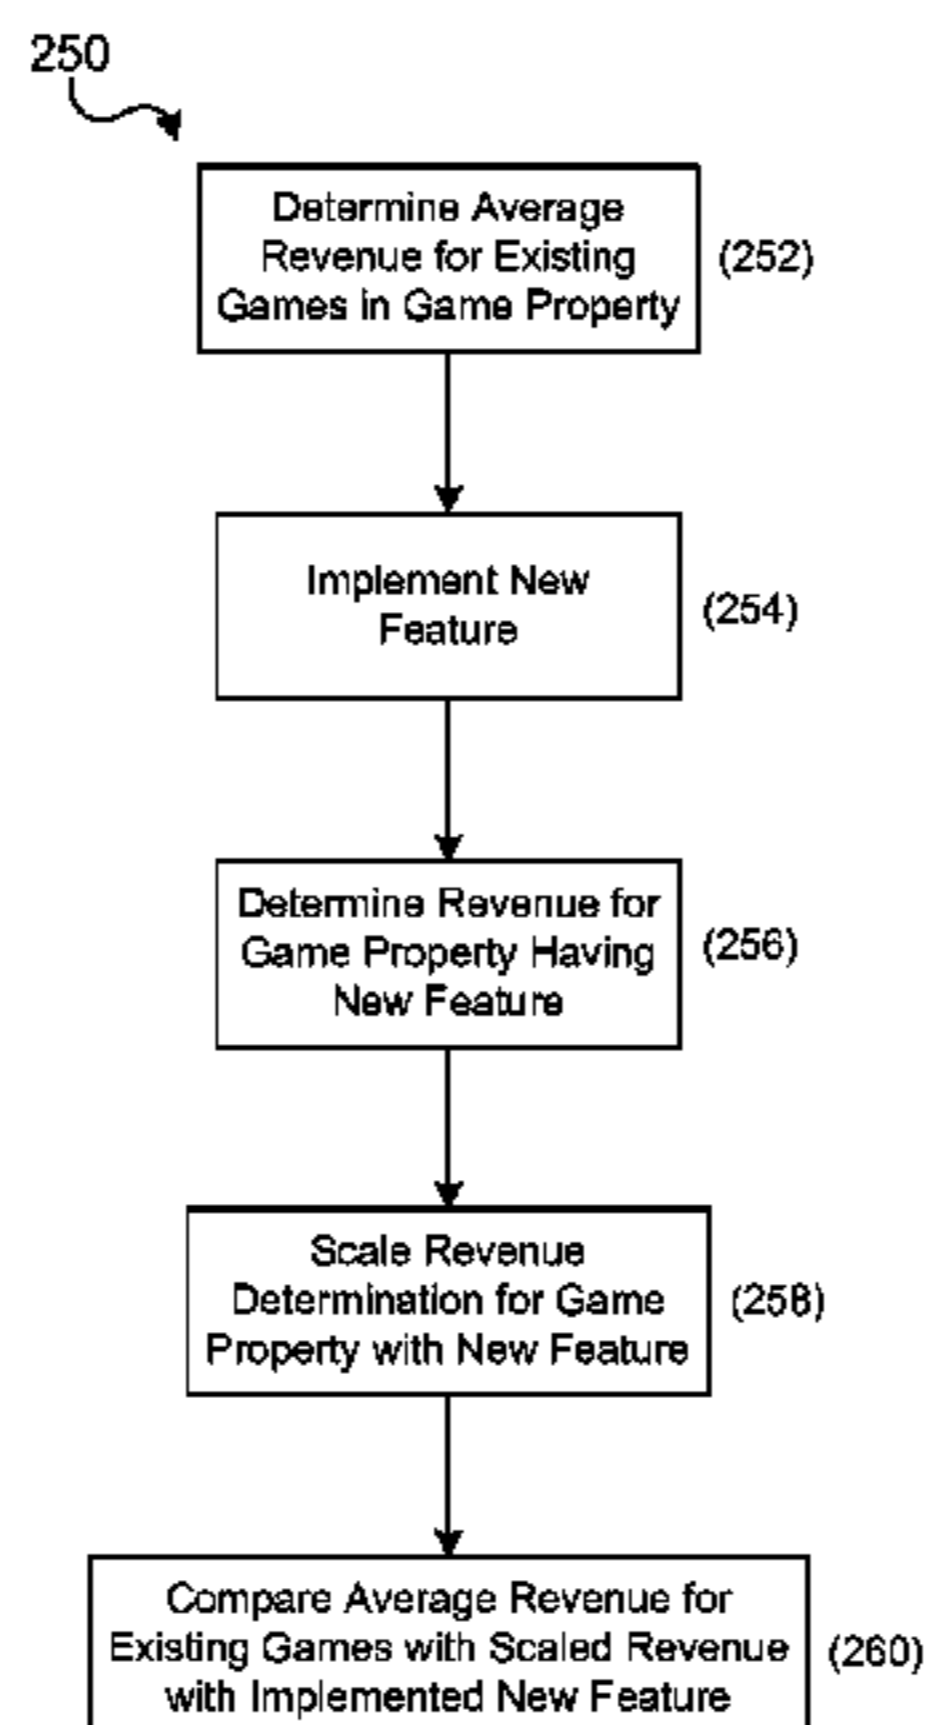 250
Determine Average
Revenue for Existing
Games in Game Property
(252)
Implement New
Feature
(254)
Determine Revenue for
Game Property Having
New Feature
(256)
Scale Revenue
Determination for Game
Property with New Feature
(258)
Compare Average Revenue for
Existing Games with Scaled Revenue
with Implemented New Feature
(260)